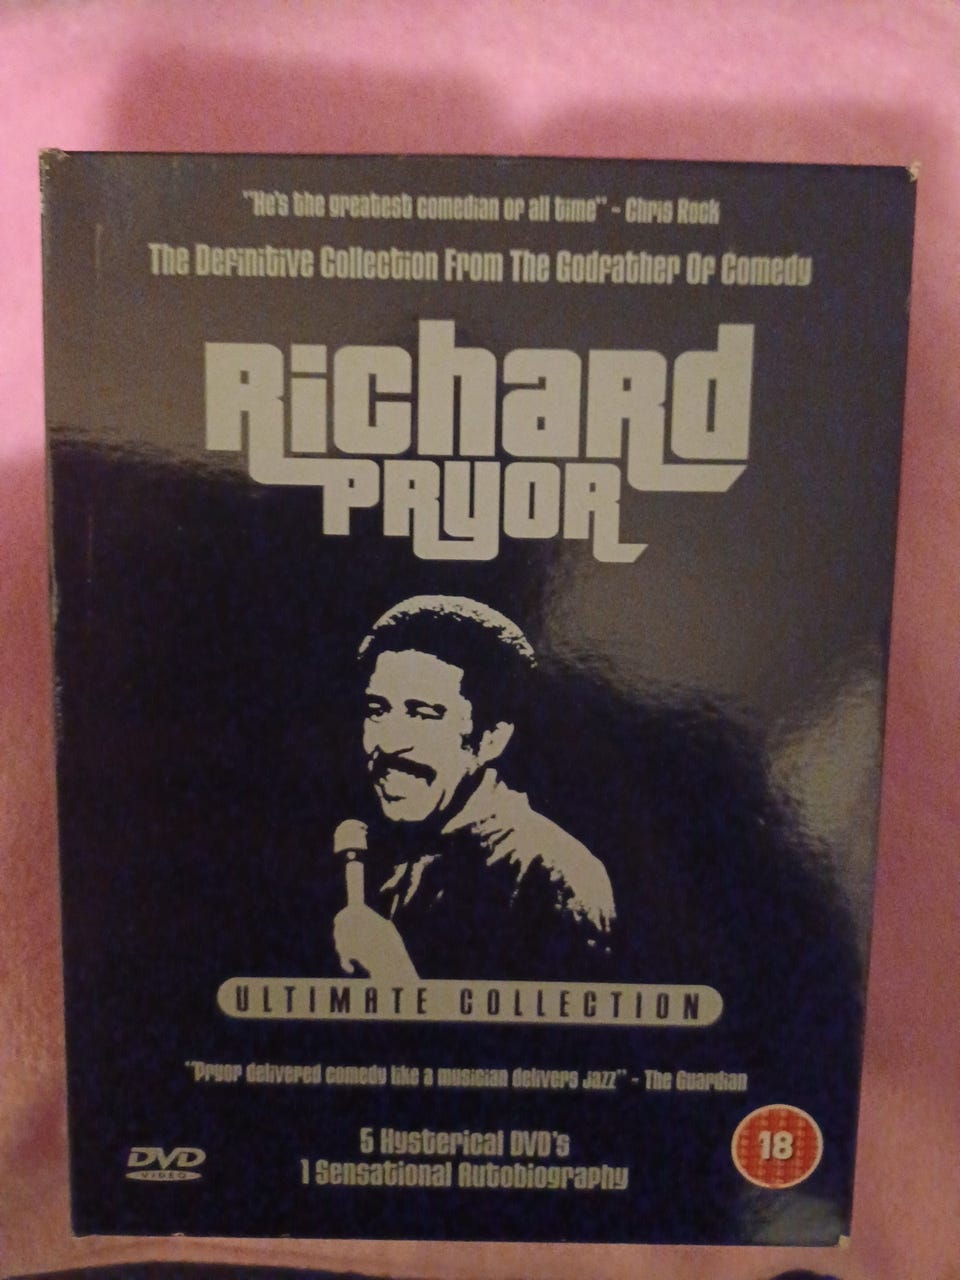 "He's the greatest comedian of all time" - Chris Rock
The Definitive Collection From The Godfather Of Comedy
Richard
PRYOR
ULTIMATE COLLECTION
"Pryor delivered comedy like a musician delivers Jazz" - The Guardian
5 Hysterical DVD's
1 Sensational Autobiography
DVD
VIDEO
18